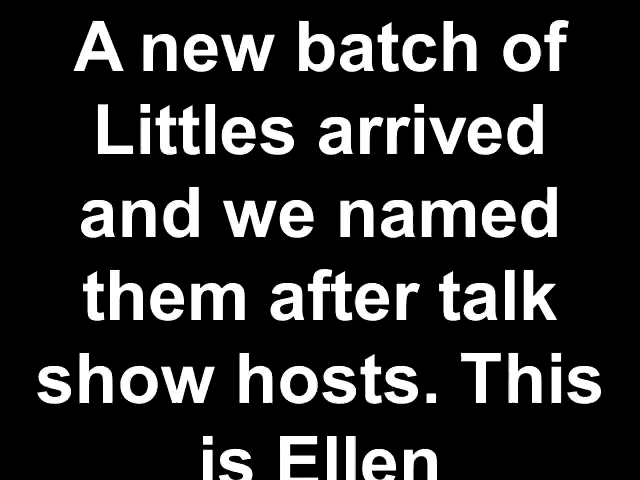 A new batch of
Littles arrived
and we named
them after talk
show hosts. This
is Ellen